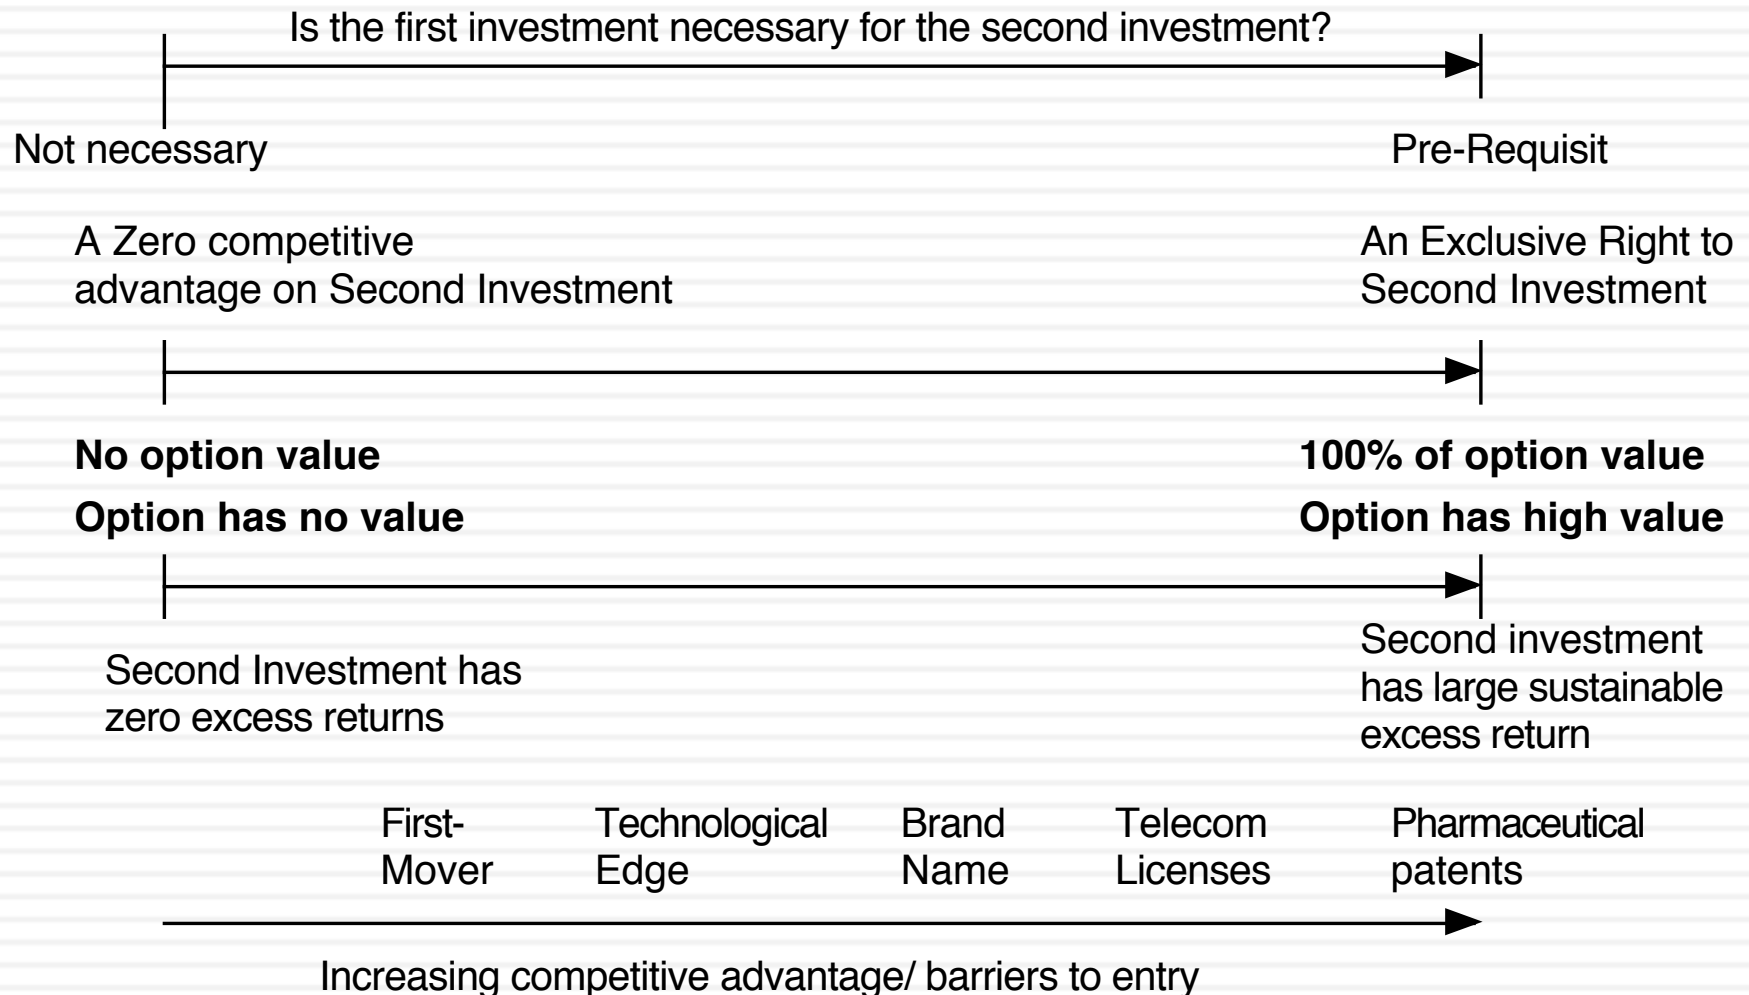 Is the first investment necessary for the second investment?
Not necessary
Pre-Requisit
A Zero competitive
advantage on Second Investment
An Exclusive Right to
Second Investment
No option value
100% of option value
Option has no value
Option has high value
Second Investment has
zero excess returns
Second investment
has large sustainable
excess return
First-
Mover
Technological
Edge
Brand
Name
Telecom
Licenses
Pharmaceutical
patents
Increasing competitive advantage/ barriers to entry